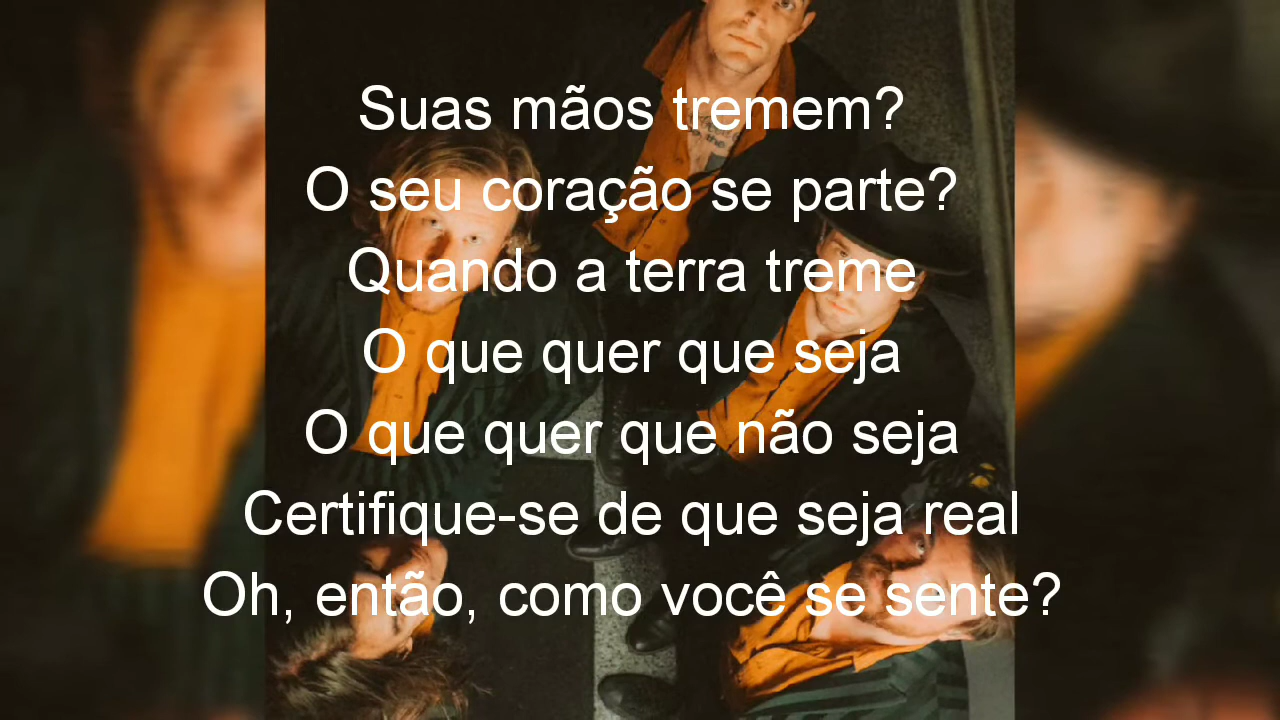 Suas mãos tremem?
O seu coração se parte?
Quando a terra treme
O que quer que seja
O que quer que não seja
Certifique-se de que seja real
Oh, então, como você se sente?